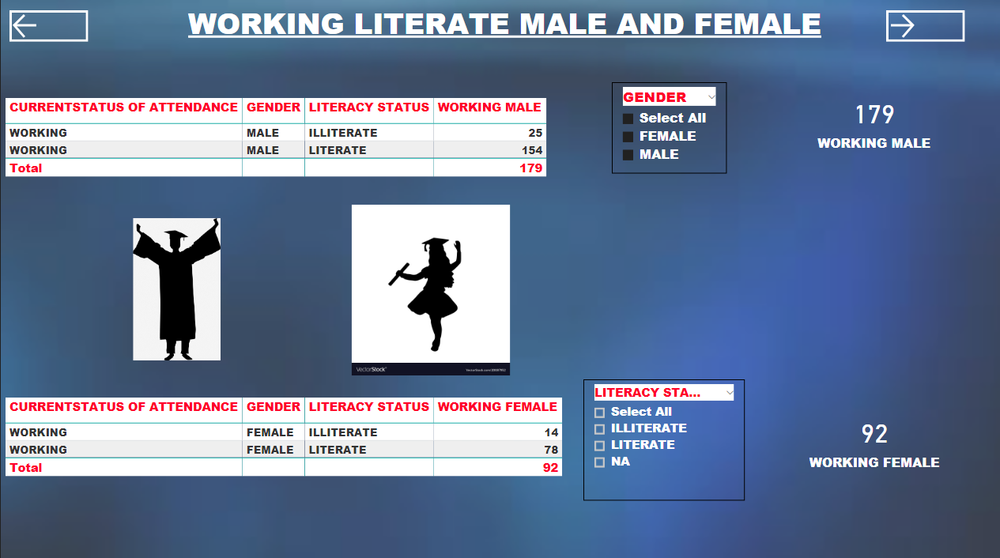 WORKING LITERATE MALE AND FEMALE
CURRENTSTATUS OF ATTENDANCE GENDER LITERACY STATUS WORKING MALE
WORKING MALE ILLITERATE 25
WORKING MALE LITERATE 154
Total 179
GENDER
Select All
FEMALE
MALE
179
WORKING MALE
VectorStock
CURRENTSTATUS OF ATTENDANCE GENDER LITERACY STATUS WORKING FEMALE
WORKING FEMALE ILLITERATE 14
WORKING FEMALE LITERATE 78
Total 92
LITERACY STA...
Select All
ILLITERATE
LITERATE
NA
92
WORKING FEMALE